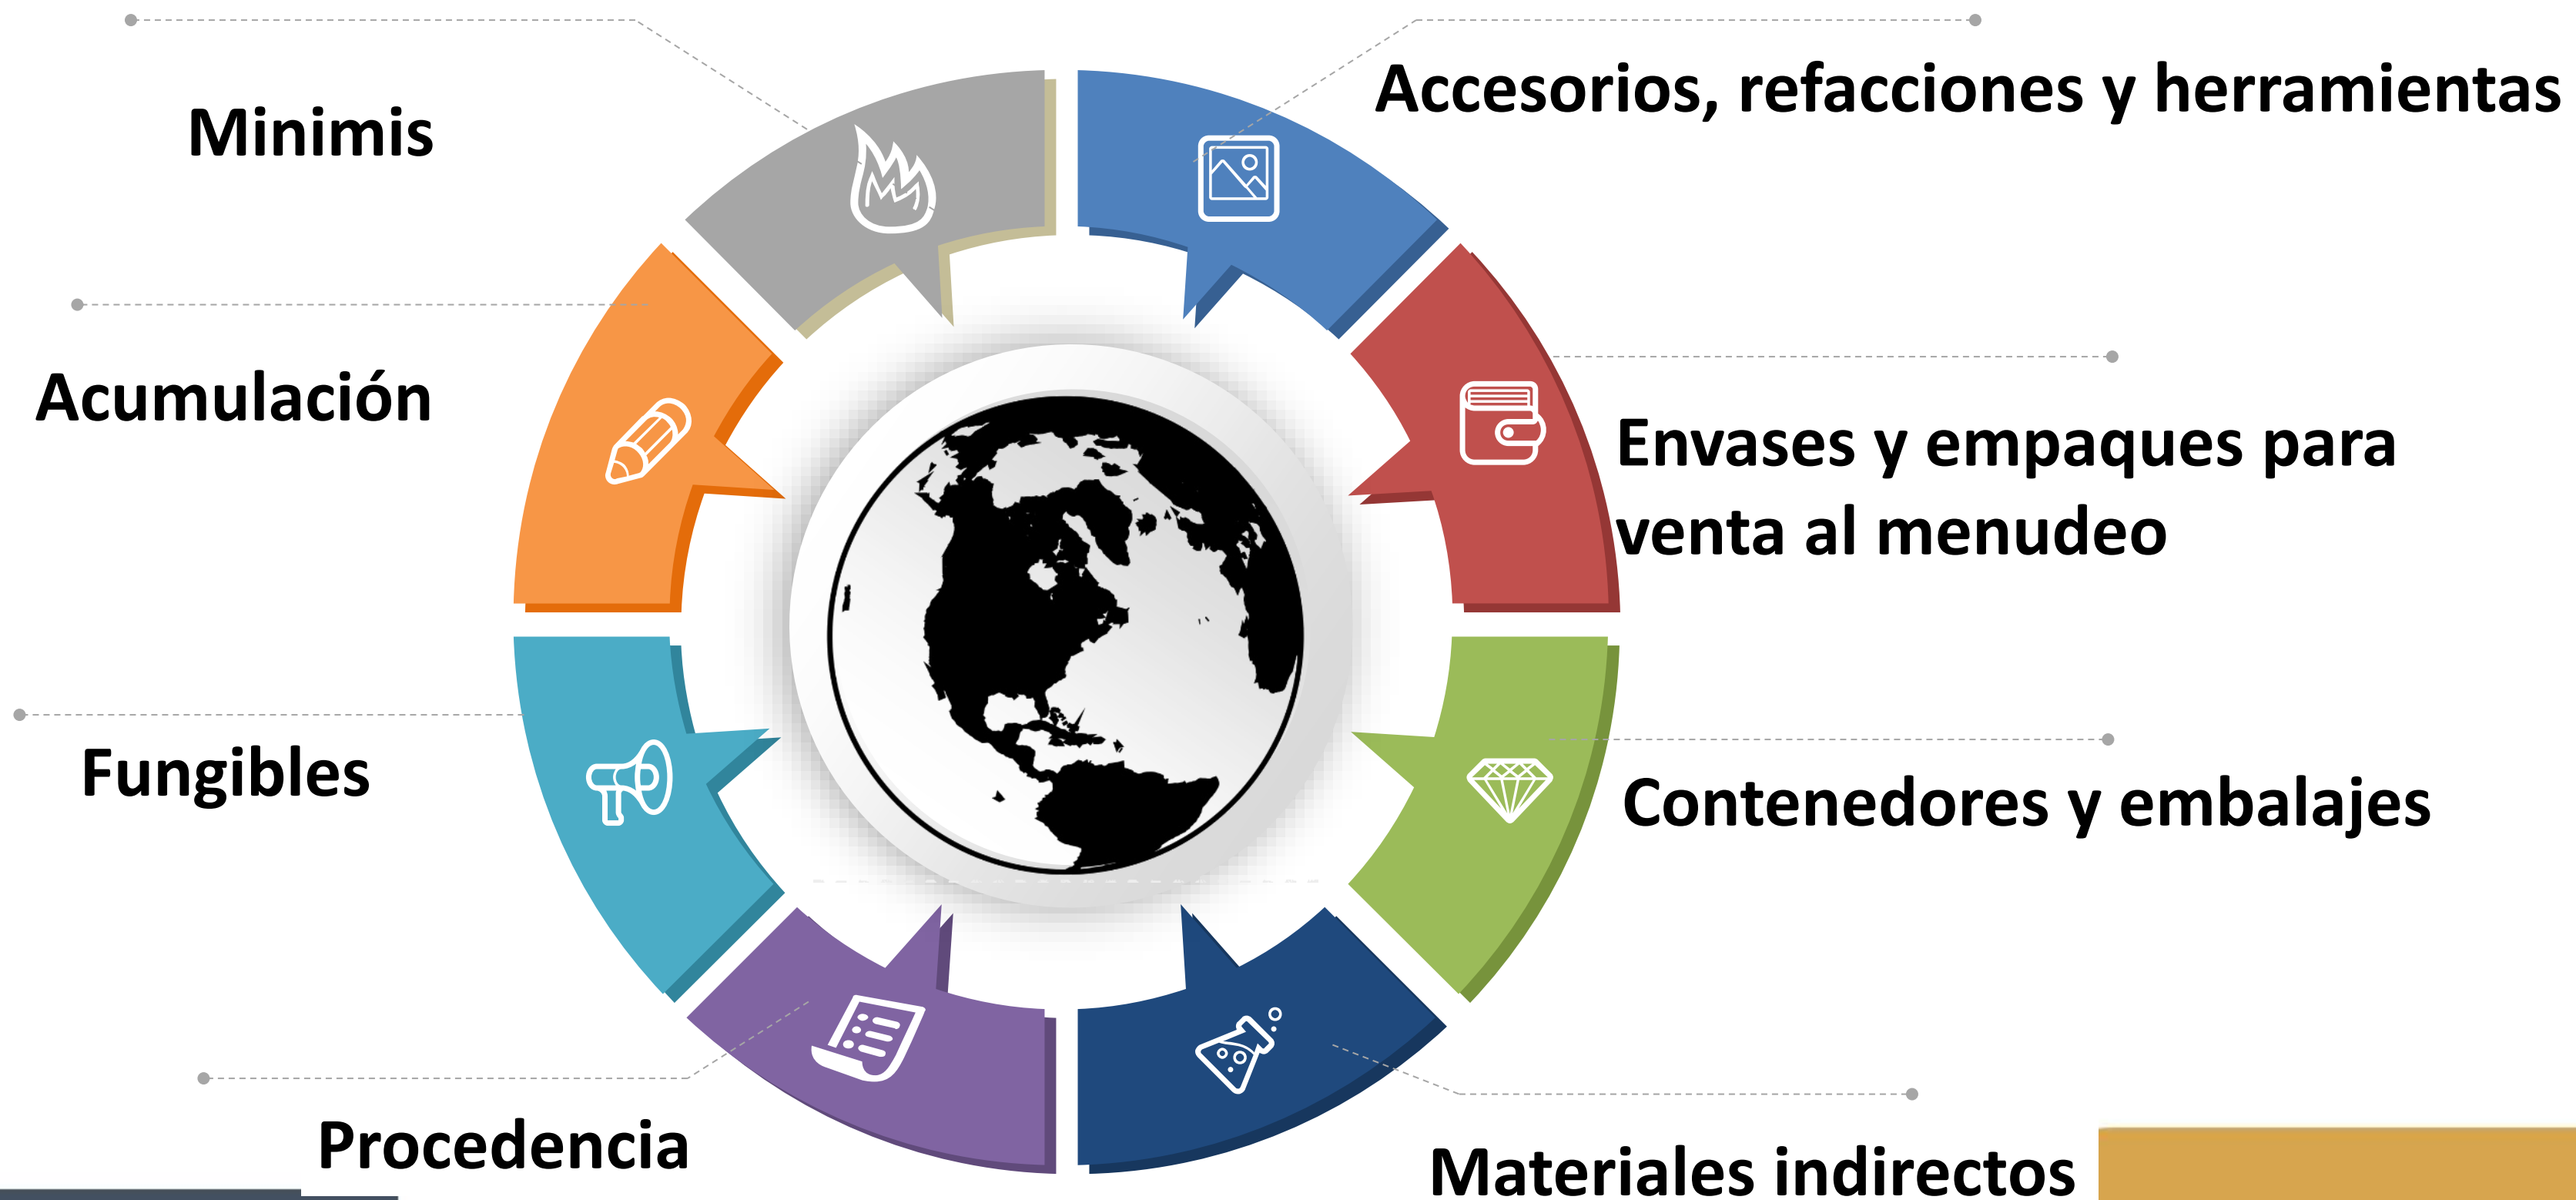 Minimis
Accesorios, refacciones y herramientas
Acumulación
Envases y empaques para
venta al menudeo
Fungibles
Contenedores y embalajes
Procedencia
Materiales indirectos